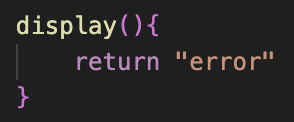 display(){
    return "error"
}